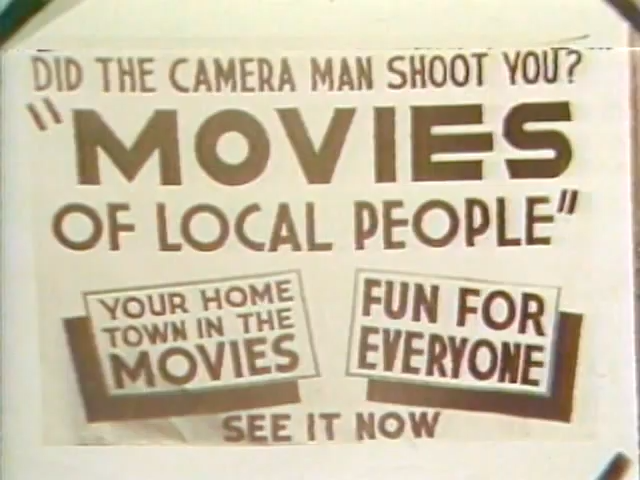 DID THE CAMERA MAN SHOOT YOU?
"MOVIES
OF LOCAL PEOPLE"
YOUR HOME
TOWN IN THE
MOVIES
FUN FOR
EVERYONE
SEE IT NOW